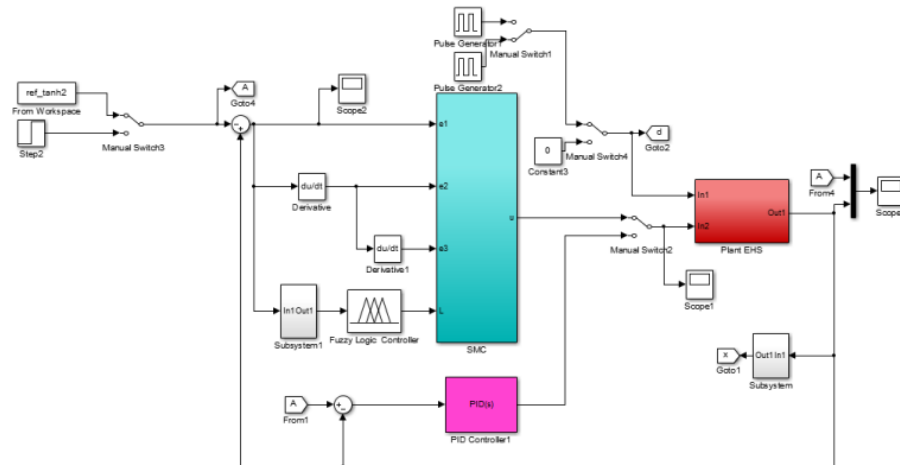 Pulse Generator1
Manual Switch1
Pulse Generator2
ref_tanh2
From Workspace
A
Goto4
Scope2
Step2
Manual Switch3
e1
0
Constant3
Manual Switch4
d
Goto2
du/dt
Derivative
e2
A
From4
In1
Out1
Scope
u
In2
Plant EHS
Manual Switch2
du/dt
Derivative1
e3
Scope1
In1Out1
Subsystem1
Fuzzy Logic Controller
L
SMC
x
Goto1
Out1In1
Subsystem
A
From1
PID(s)
PID Controller1